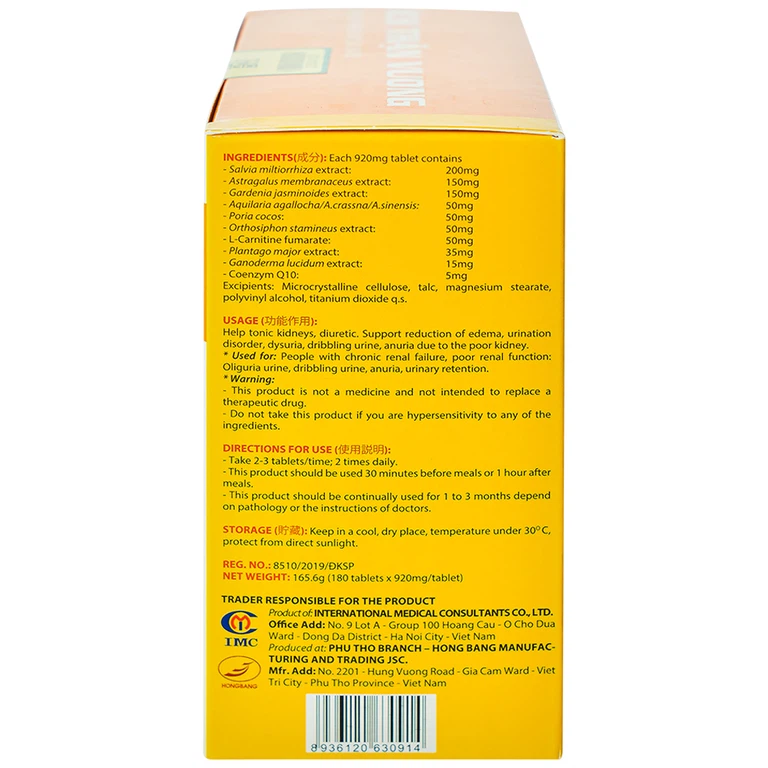 THẬN VƯƠNG
INGREDIENTS(成分): Each 920mg tablet contains
- Salvia miltiorrhiza extract: 200mg
- Astragalus membranaceus extract: 150mg
- Gardenia jasminoides extract: 150mg
- Aquilaria agallocha/A.crassna/A.sinensis: 50mg
- Poria cocos: 50mg
- Orthosiphon stamineus extract: 50mg
- L-Carnitine fumarate: 50mg
- Plantago major extract: 35mg
- Ganoderma lucidum extract: 15mg
- Coenzym Q10: 5mg
Excipients: Microcrystalline cellulose, talc, magnesium stearate,
polyvinyl alcohol, titanium dioxide q.s.
USAGE (功能作用):
Help tonic kidneys, diuretic. Support reduction of edema, urination
disorder, dysuria, dribbling urine, anuria due to the poor kidney.
* Used for: People with chronic renal failure, poor renal function:
Oliguria urine, dribbling urine, anuria, urinary retention.
* Warning:
- This product is not a medicine and not intended to replace a
therapeutic drug.
- Do not take this product if you are hypersensitivity to any of the
ingredients.
DIRECTIONS FOR USE (使用説明):
- Take 2-3 tablets/time; 2 times daily.
- This product should be used 30 minutes before meals or 1 hour after
meals.
- This product should be continually used for 1 to 3 months depend
on pathology or the instructions of doctors.
STORAGE (貯藏): Keep in a cool, dry place, temperature under 30⁰C,
protect from direct sunlight.
REG. NO.: 8510/2019/ĐKSP
NET WEIGHT: 165.6g (180 tablets x 920mg/tablet)
TRADER RESPONSIBLE FOR THE PRODUCT
IMC
Product of: INTERNATIONAL MEDICAL CONSULTANTS CO., LTD.
Office Add: No. 9 Lot A - Group 100 Hoang Cau - O Cho Dua
Ward - Dong Da District - Ha Noi City - Viet Nam
HONGBANG
Produced at: PHU THO BRANCH – HONG BANG MANUFAC-
TURING AND TRADING JSC.
Mfr. Add: No. 2201 - Hung Vuong Road - Gia Cam Ward - Viet
Tri City - Phu Tho Province - Viet Nam
8 936120 630914